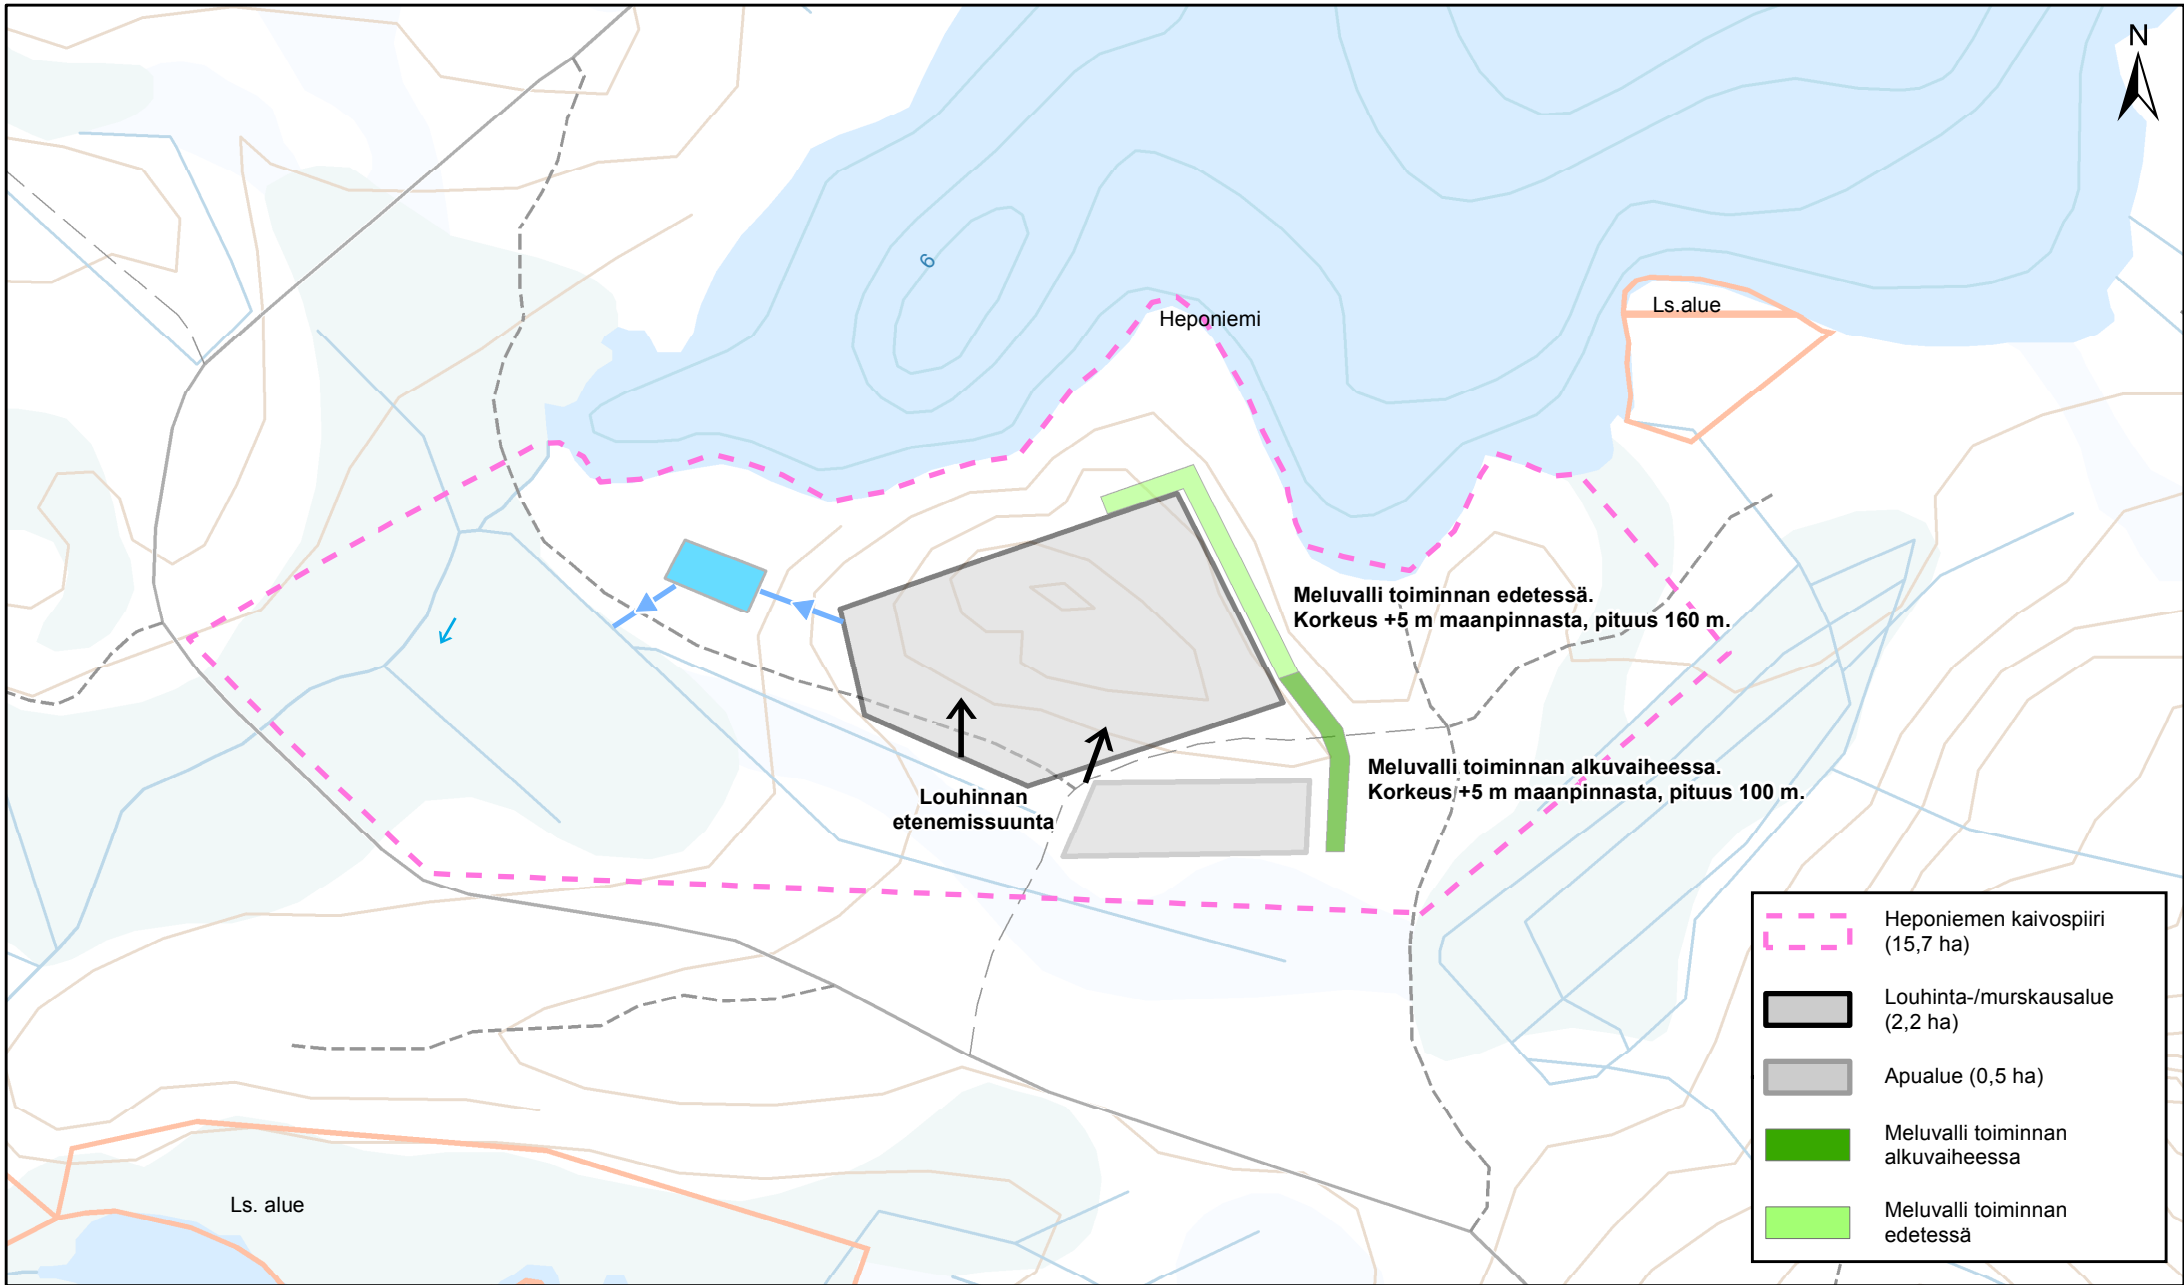 N
6
Heponiemi
Ls.alue
Meluvalli toiminnan edetessä.
Korkeus +5 m maanpinnasta, pituus 160 m.
Meluvalli toiminnan alkuvaiheessa.
Korkeus +5 m maanpinnasta, pituus 100 m.
Louhinnan
etenemissuunta
Ls. alue
Heponiemen kaivospiiri
(15,7 ha)
Louhinta-/murskausalue
(2,2 ha)
Apualue (0,5 ha)
Meluvalli toiminnan
alkuvaiheessa
Meluvalli toiminnan
edetessä